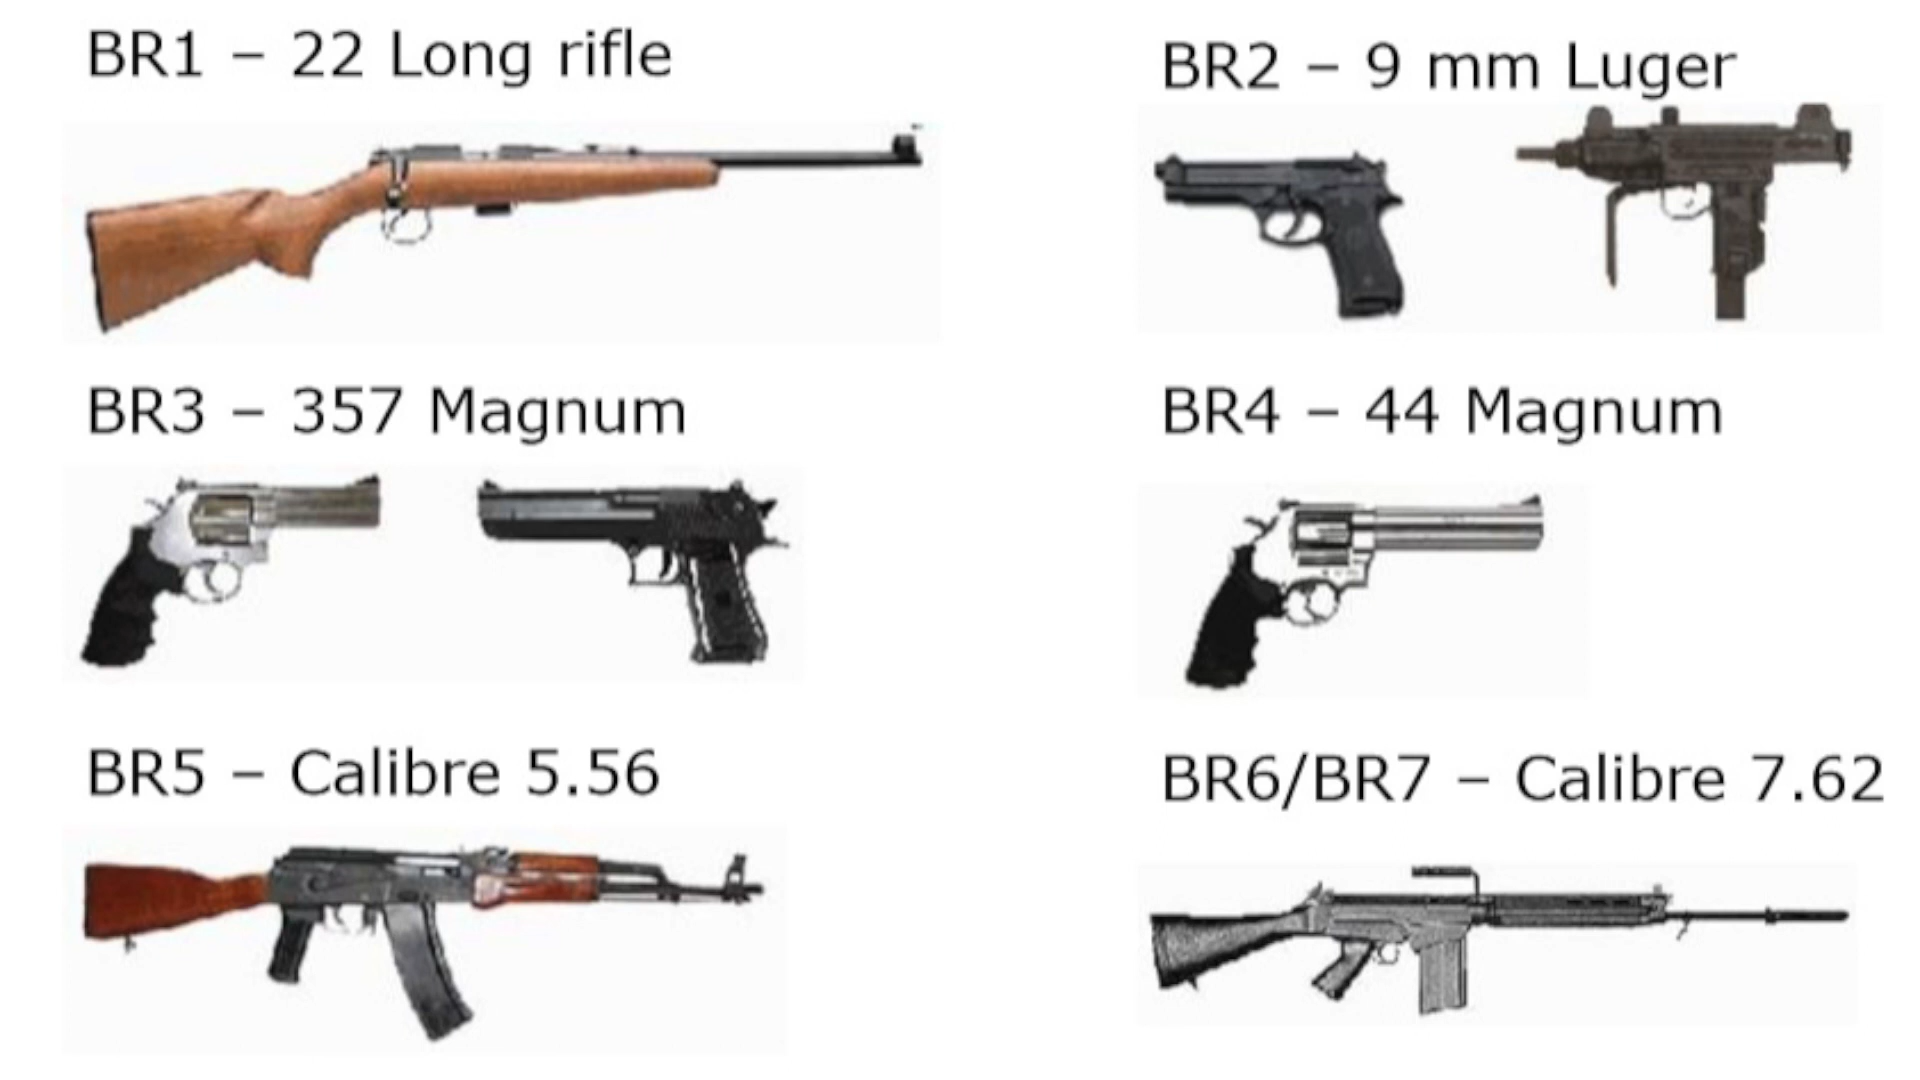 BR1 – 22 Long rifle
BR2 – 9 mm Luger
BR3 – 357 Magnum
BR4 – 44 Magnum
BR5 – Calibre 5.56
BR6/BR7 – Calibre 7.62